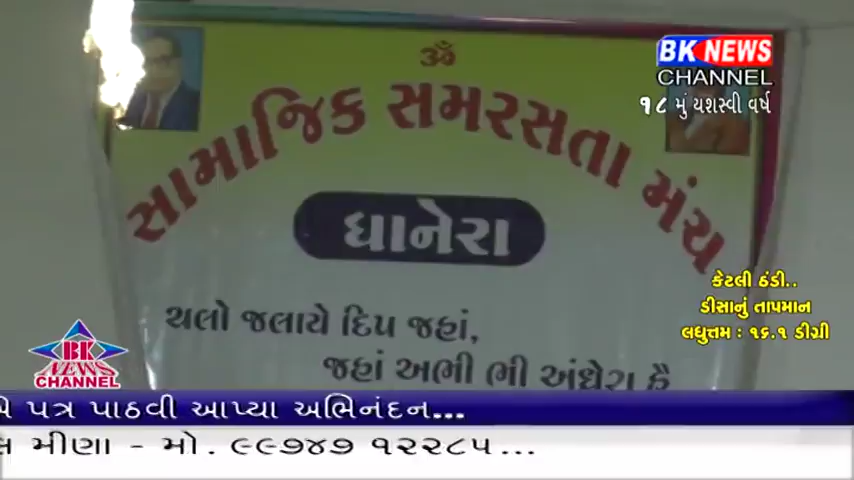 ૐ
સામાજિક સમરસતા મંચ
ધાનેરા
ચલો જલાયે દિપ જહાં,
જહાં અભી ભી અંધેરા હૈ
BK NEWS
CHANNEL
૧૮ મું યશસ્વી વર્ષ
કેટલી ઠંડી..
ડીસાનું તાપમાન
લઘુત્તમ : ૧૬.૧ ડીગ્રી
BK
NEWS
CHANNEL
પત્ર પાઠવી આપ્યા અભિનંદન...
મીણા - મો. ૯૯૭૪૭ ૧૨૨૮૫...